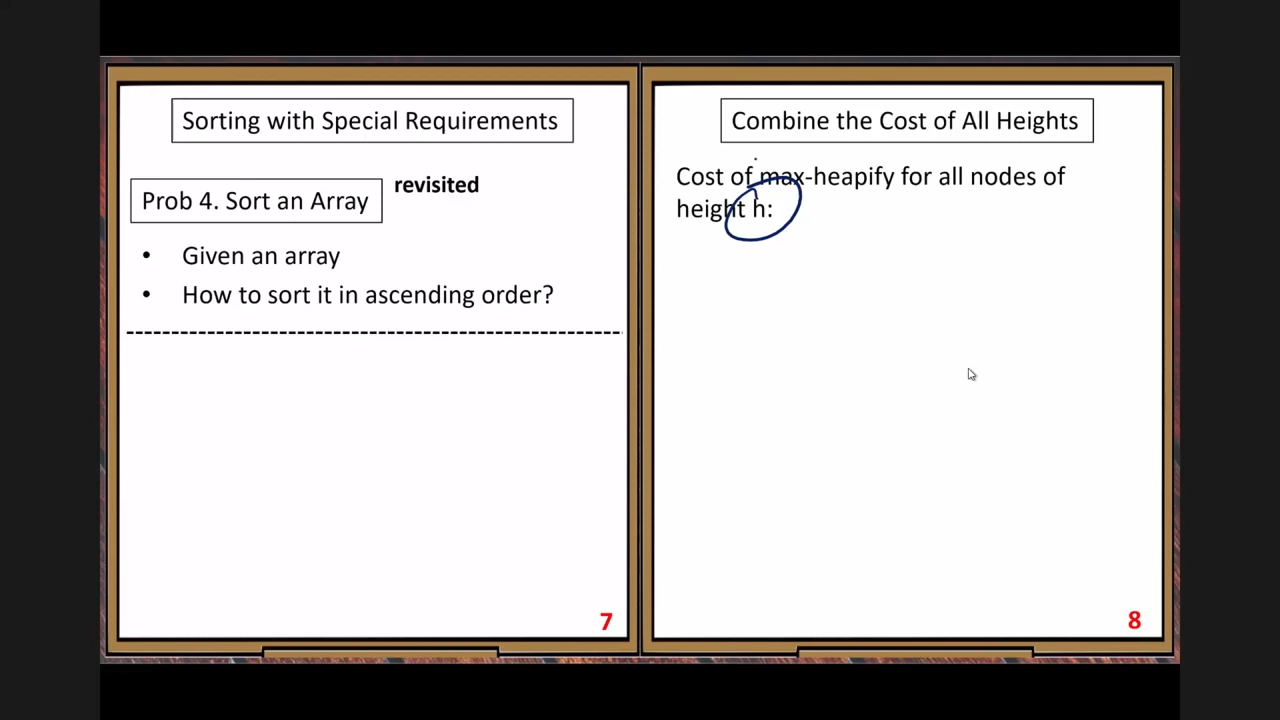 Sorting with Special Requirements
Prob 4. Sort an Array
revisited
• Given an array
• How to sort it in ascending order?
7
Combine the Cost of All Heights
Cost of max-heapify for all nodes of
height h:
8